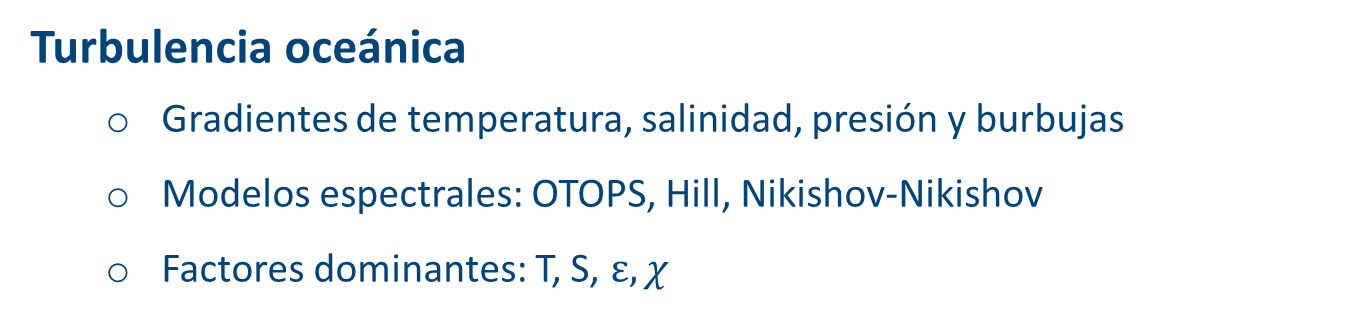 Turbulencia oceánica
○ Gradientes de temperatura, salinidad, presión y burbujas
○ Modelos espectrales: OTOPS, Hill, Nikishov-Nikishov
○ Factores dominantes: T, S, ε, χ